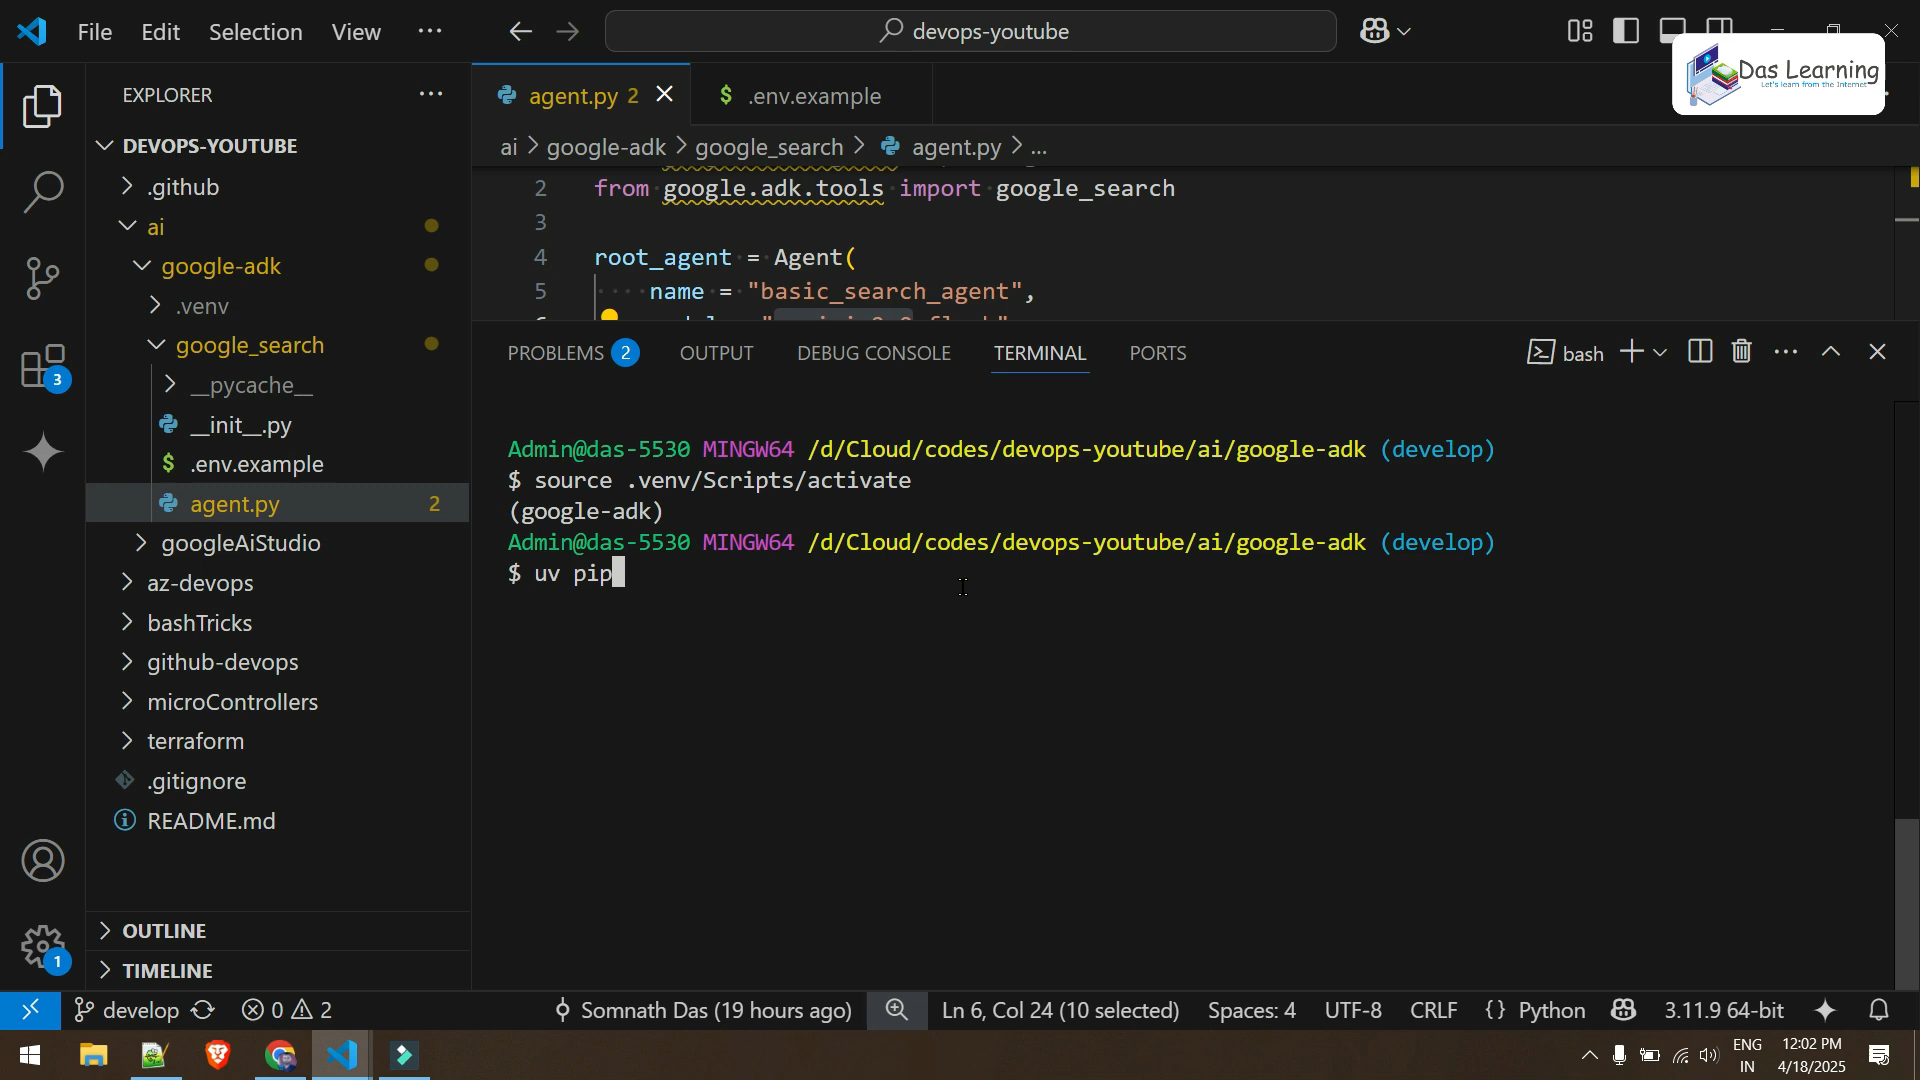 File Edit Selection View ...
devops-youtube
Das Learning
Let's learn from the Internet
EXPLORER
DEVOPS-YOUTUBE
.github
ai
google-adk
.venv
google_search
__pycache__
__init__.py
.env.example
agent.py 2
googleAiStudio
az-devops
bashTricks
github-devops
microControllers
terraform
.gitignore
README.md
OUTLINE
TIMELINE
3
1
agent.py 2
$ .env.example
ai > google-adk > google_search > agent.py > ...
2 from google.adk.tools import google_search
3
4 root_agent = Agent(
5 name = "basic_search_agent",
PROBLEMS 2 OUTPUT DEBUG CONSOLE TERMINAL PORTS
bash
Admin@das-5530 MINGW64 /d/Cloud/codes/devops-youtube/ai/google-adk (develop)
$ source .venv/Scripts/activate
(google-adk)
Admin@das-5530 MINGW64 /d/Cloud/codes/devops-youtube/ai/google-adk (develop)
$ uv pip
develop 0 2 Somnath Das (19 hours ago) Ln 6, Col 24 (10 selected) Spaces: 4 UTF-8 CRLF {} Python 3.11.9 64-bit
ENG
IN
12:02 PM
4/18/2025